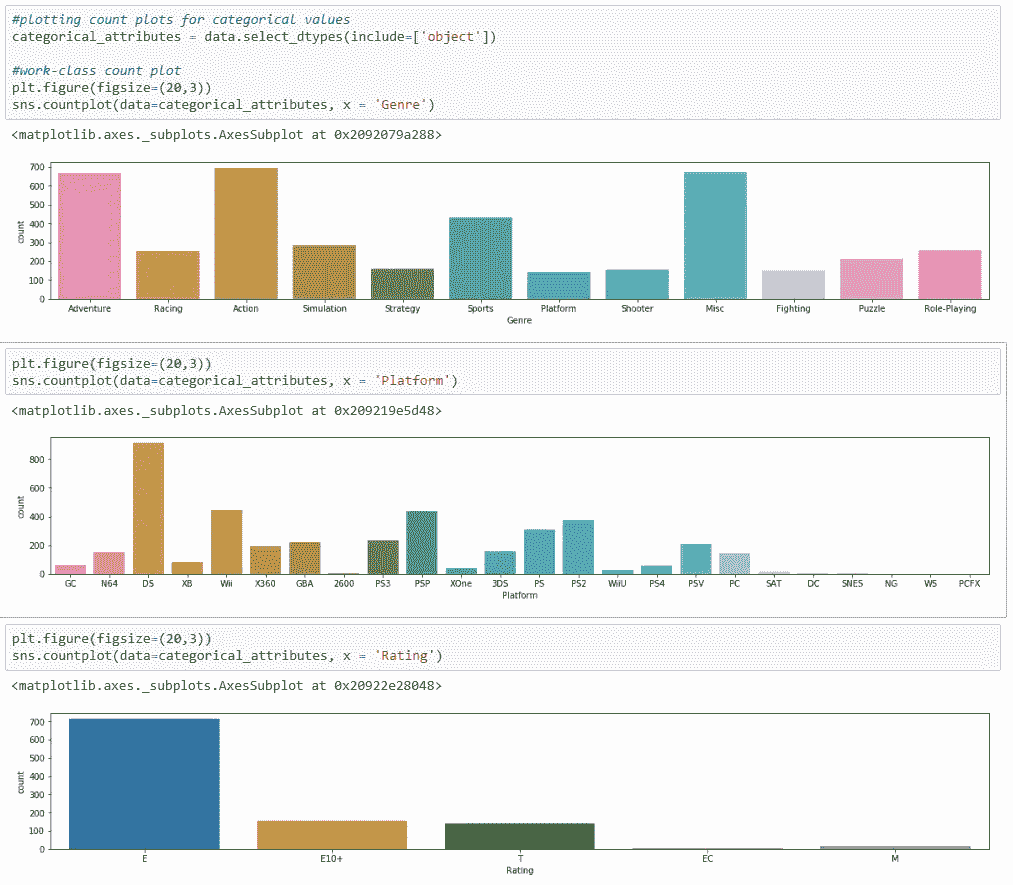 #plotting count plots for categorical values
categorical_attributes = data.select_dtypes(include=['object'])
#work-class count plot
plt.figure(figsize=(20,3))
sns.countplot(data=categorical_attributes, x = 'Genre')
<matplotlib.axes._subplots.AxesSubplot at 0x2092079a288>
700
600
500
400
300
200
100
0
count
Adventure Racing Action Simulation Strategy Sports Platform Shooter Misc Fighting Puzzle Role-Playing
Genre
plt.figure(figsize=(20,3))
sns.countplot(data=categorical_attributes, x = 'Platform')
<matplotlib.axes._subplots.AxesSubplot at 0x209219e5d48>
800
600
400
200
0
count
GC N64 DS XB Wii X360 GBA 2600 PS3 PSP XOne 3DS PS PS2 WiiU PS4 PSV PC SAT DC SNES NG WS PCFX
Platform
plt.figure(figsize=(20,3))
sns.countplot(data=categorical_attributes, x = 'Rating')
<matplotlib.axes._subplots.AxesSubplot at 0x20922e28048>
700
600
500
400
300
200
100
0
count
E E10+ T EC M
Rating